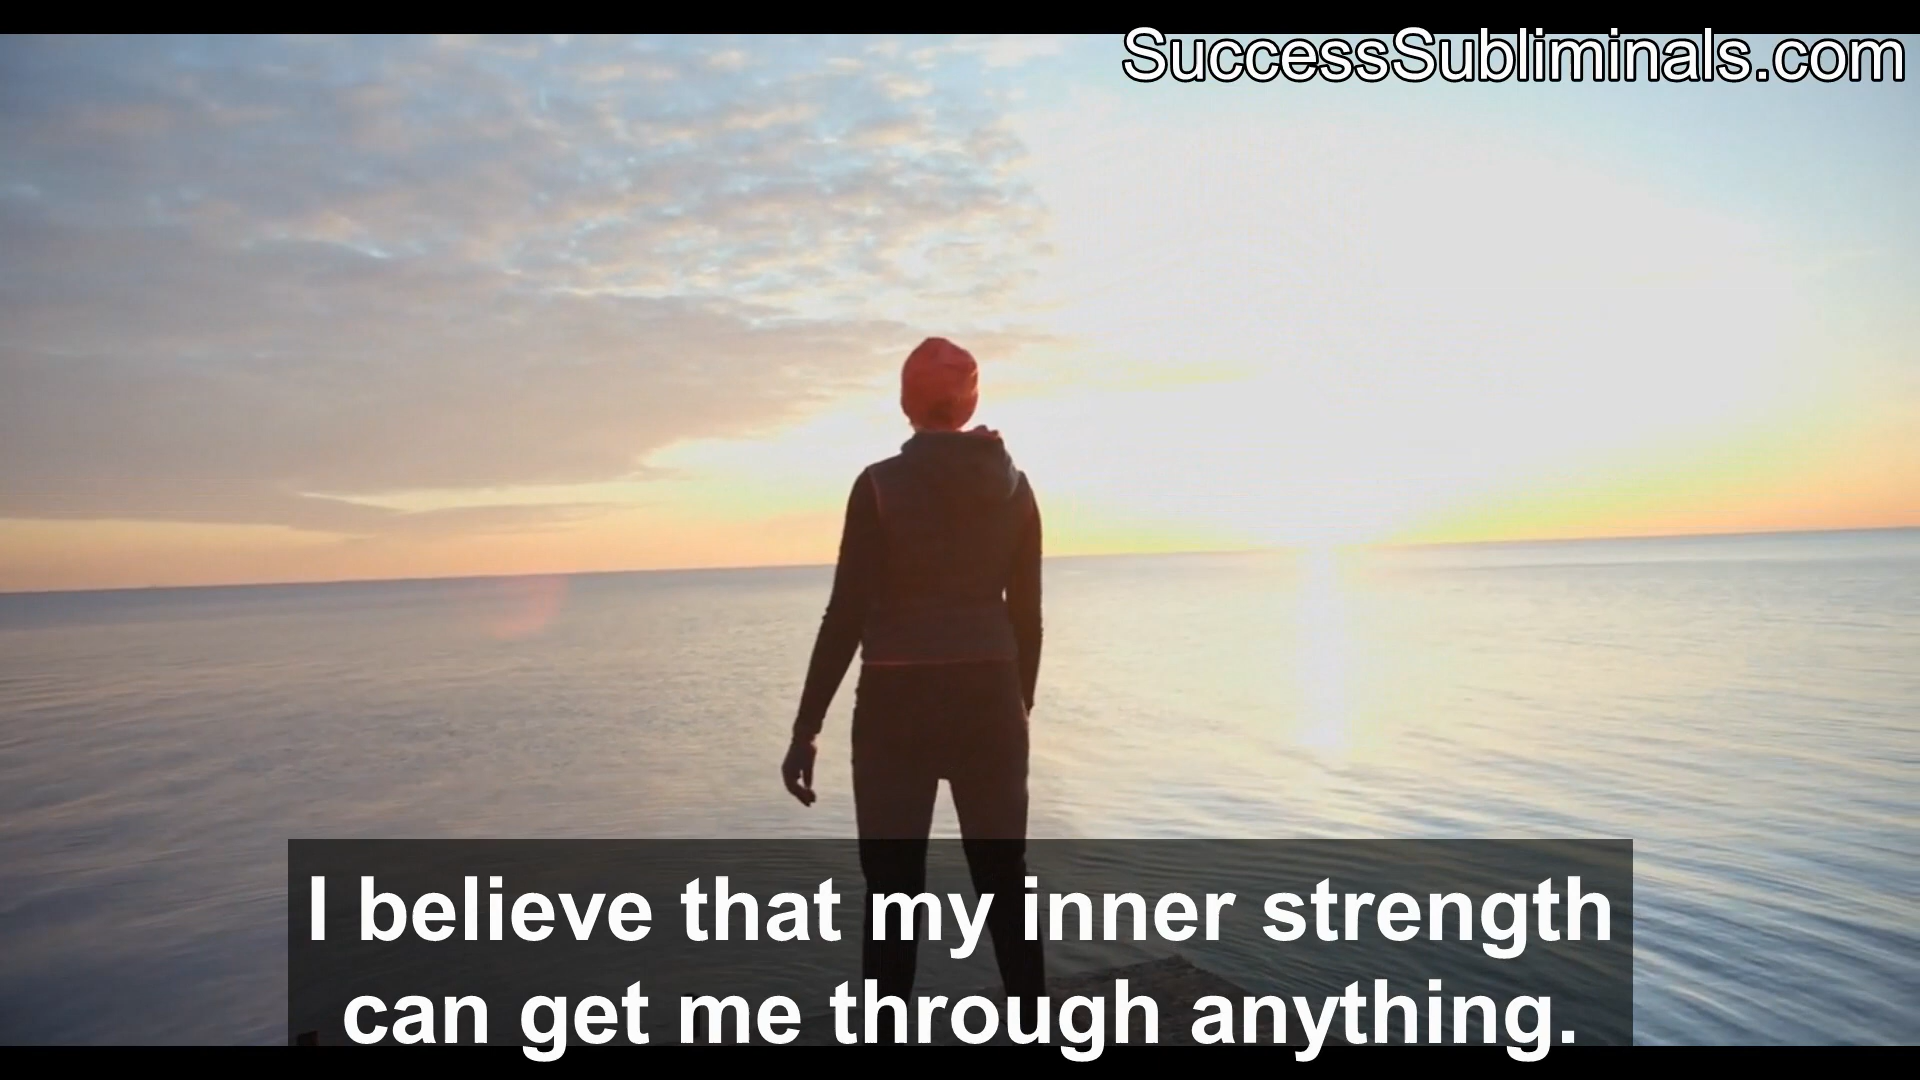 SuccessSubliminals.com
I believe that my inner strength
can get me through anything.